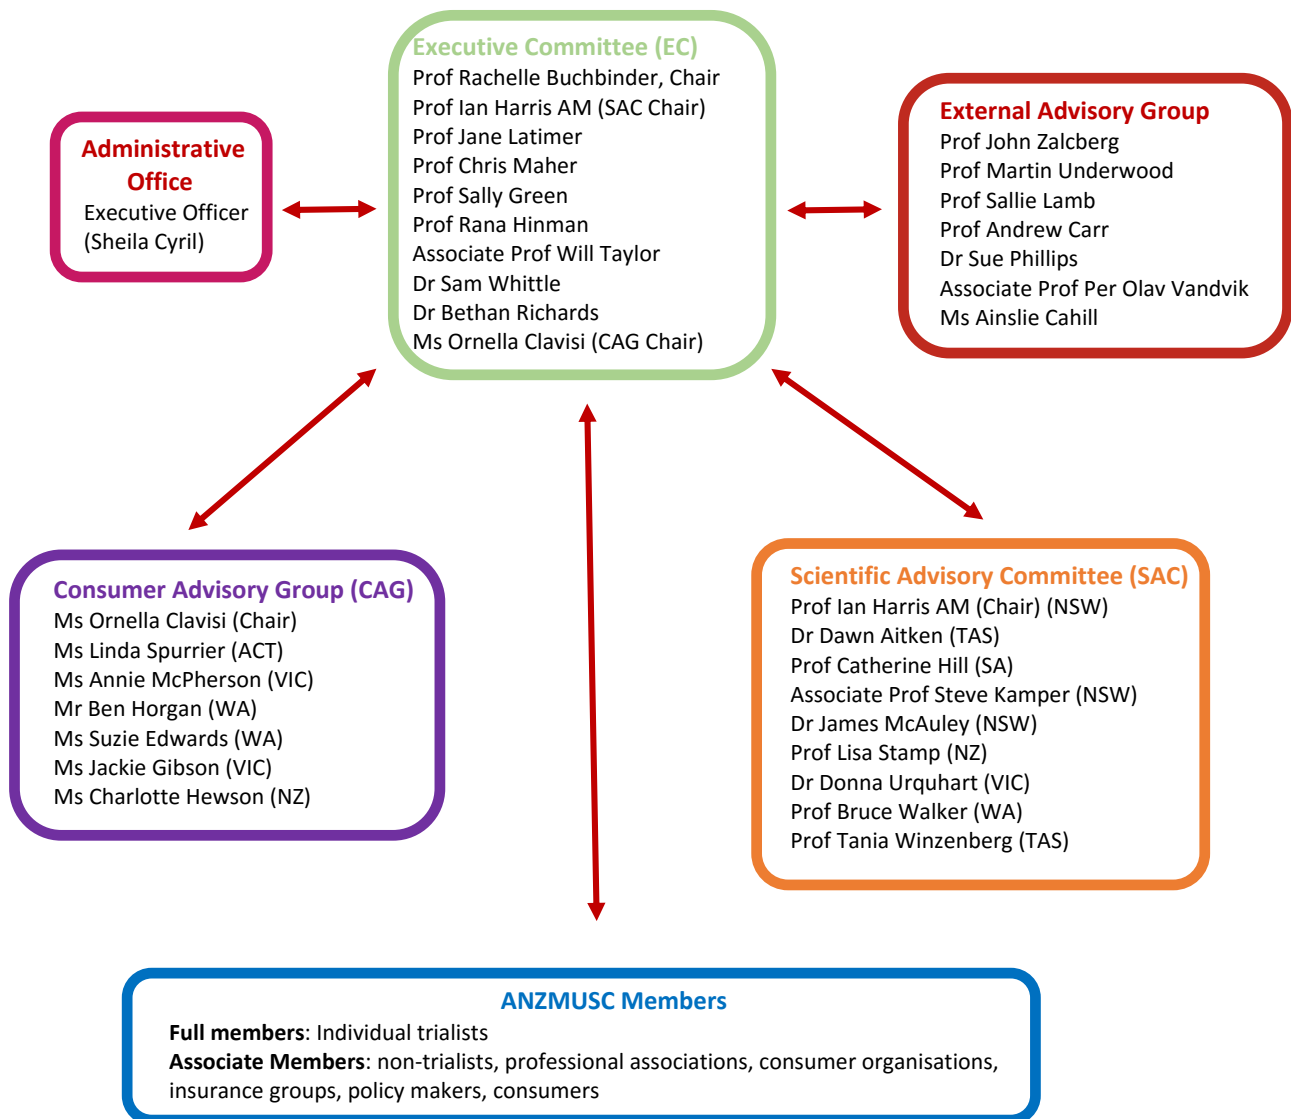 Executive Committee (EC)
Prof Rachelle Buchbinder, Chair
Prof Ian Harris AM (SAC Chair)
Prof Jane Latimer
Prof Chris Maher
Prof Sally Green
Prof Rana Hinman
Associate Prof Will Taylor
Dr Sam Whittle
Dr Bethan Richards
Ms Ornella Clavisi (CAG Chair)
Administrative
Office
Executive Officer
(Sheila Cyril)
External Advisory Group
Prof John Zalcberg
Prof Martin Underwood
Prof Sallie Lamb
Prof Andrew Carr
Dr Sue Phillips
Associate Prof Per Olav Vandvik
Ms Ainslie Cahill
Consumer Advisory Group (CAG)
Ms Ornella Clavisi (Chair)
Ms Linda Spurrier (ACT)
Ms Annie McPherson (VIC)
Mr Ben Horgan (WA)
Ms Suzie Edwards (WA)
Ms Jackie Gibson (VIC)
Ms Charlotte Hewson (NZ)
Scientific Advisory Committee (SAC)
Prof Ian Harris AM (Chair) (NSW)
Dr Dawn Aitken (TAS)
Prof Catherine Hill (SA)
Associate Prof Steve Kamper (NSW)
Dr James McAuley (NSW)
Prof Lisa Stamp (NZ)
Dr Donna Urquhart (VIC)
Prof Bruce Walker (WA)
Prof Tania Winzenberg (TAS)
ANZMUSC Members
Full members: Individual trialists
Associate Members: non-trialists, professional associations, consumer organisations,
insurance groups, policy makers, consumers